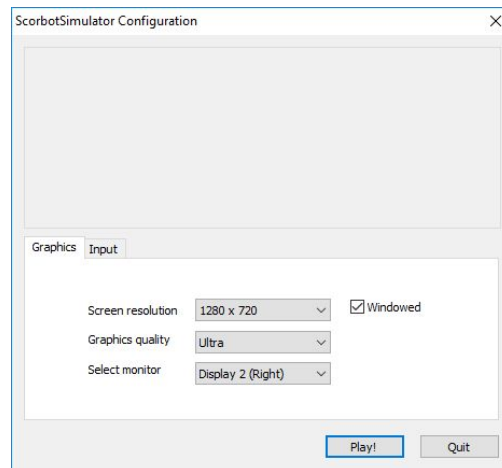 ScorbotSimulator Configuration
Graphics Input
Screen resolution 1280 x 720 Windowed
Graphics quality Ultra
Select monitor Display 2 (Right)
Play! Quit